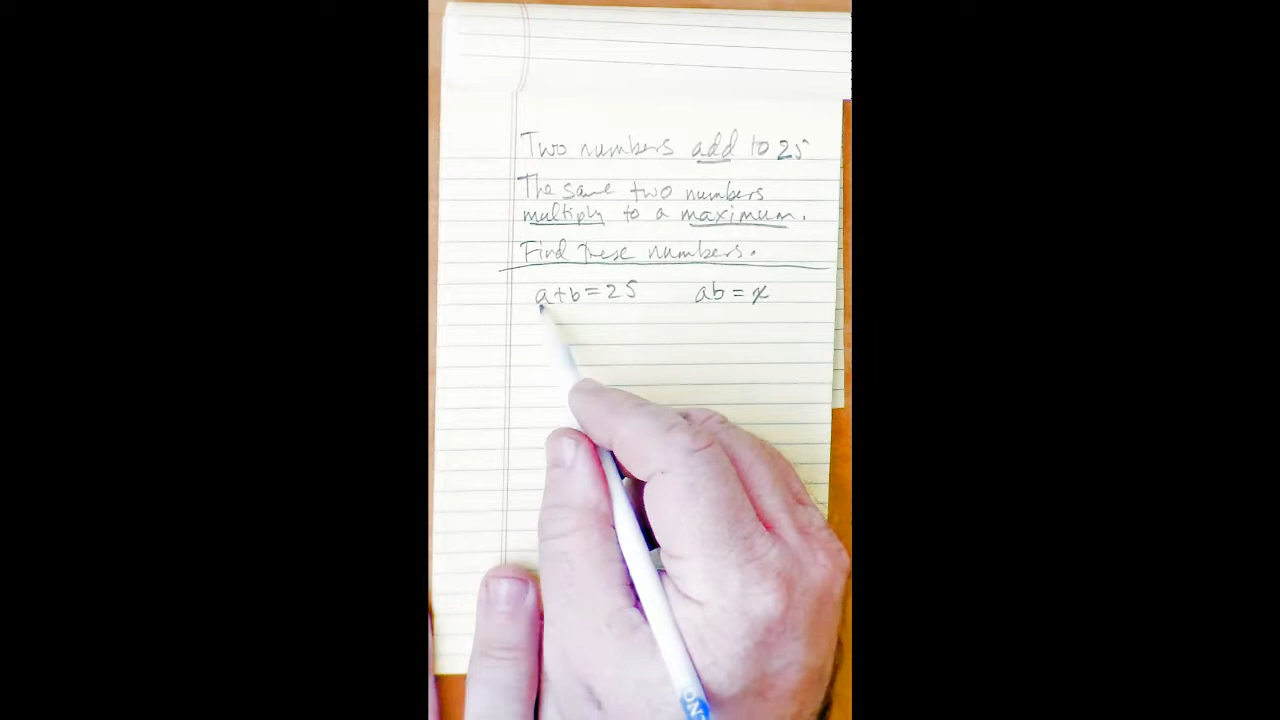 Two numbers add to 25
The same two numbers
multiply to a maximum.
Find these numbers.
a+b=25 ab=x